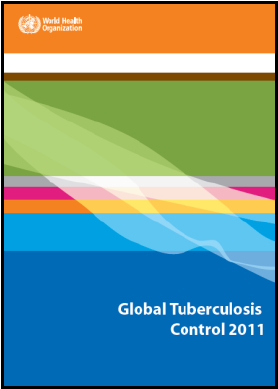 World Health
Organization
Global Tuberculosis
Control 2011